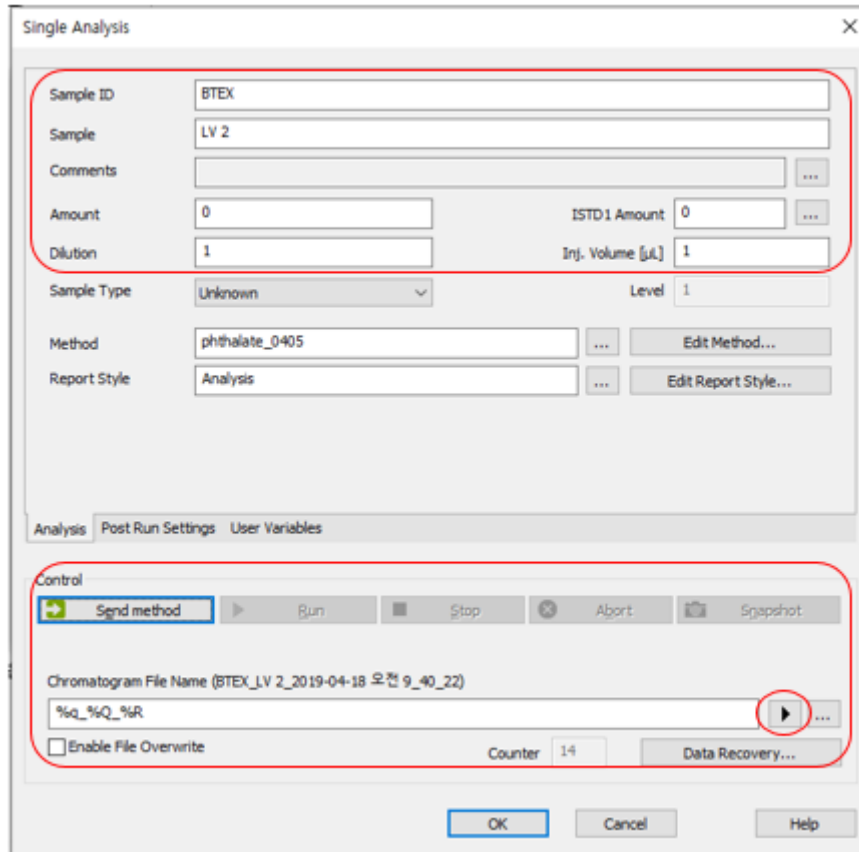 Single Analysis
Sample ID BTEX
Sample LV 2
Comments ...
Amount 0 ISTD1 Amount 0 ...
Dilution 1 Inj. Volume [µL] 1
Sample Type Unknown Level 1
Method phthalate_0405 ... Edit Method...
Report Style Analysis ... Edit Report Style...
Analysis Post Run Settings User Variables
Control
Send method Run Stop Abort Snapshot
Chromatogram File Name (BTEX_LV 2_2019-04-18 오전 9_40_22)
%q_%Q_%R ...
Enable File Overwrite Counter 14 Data Recovery...
OK Cancel Help